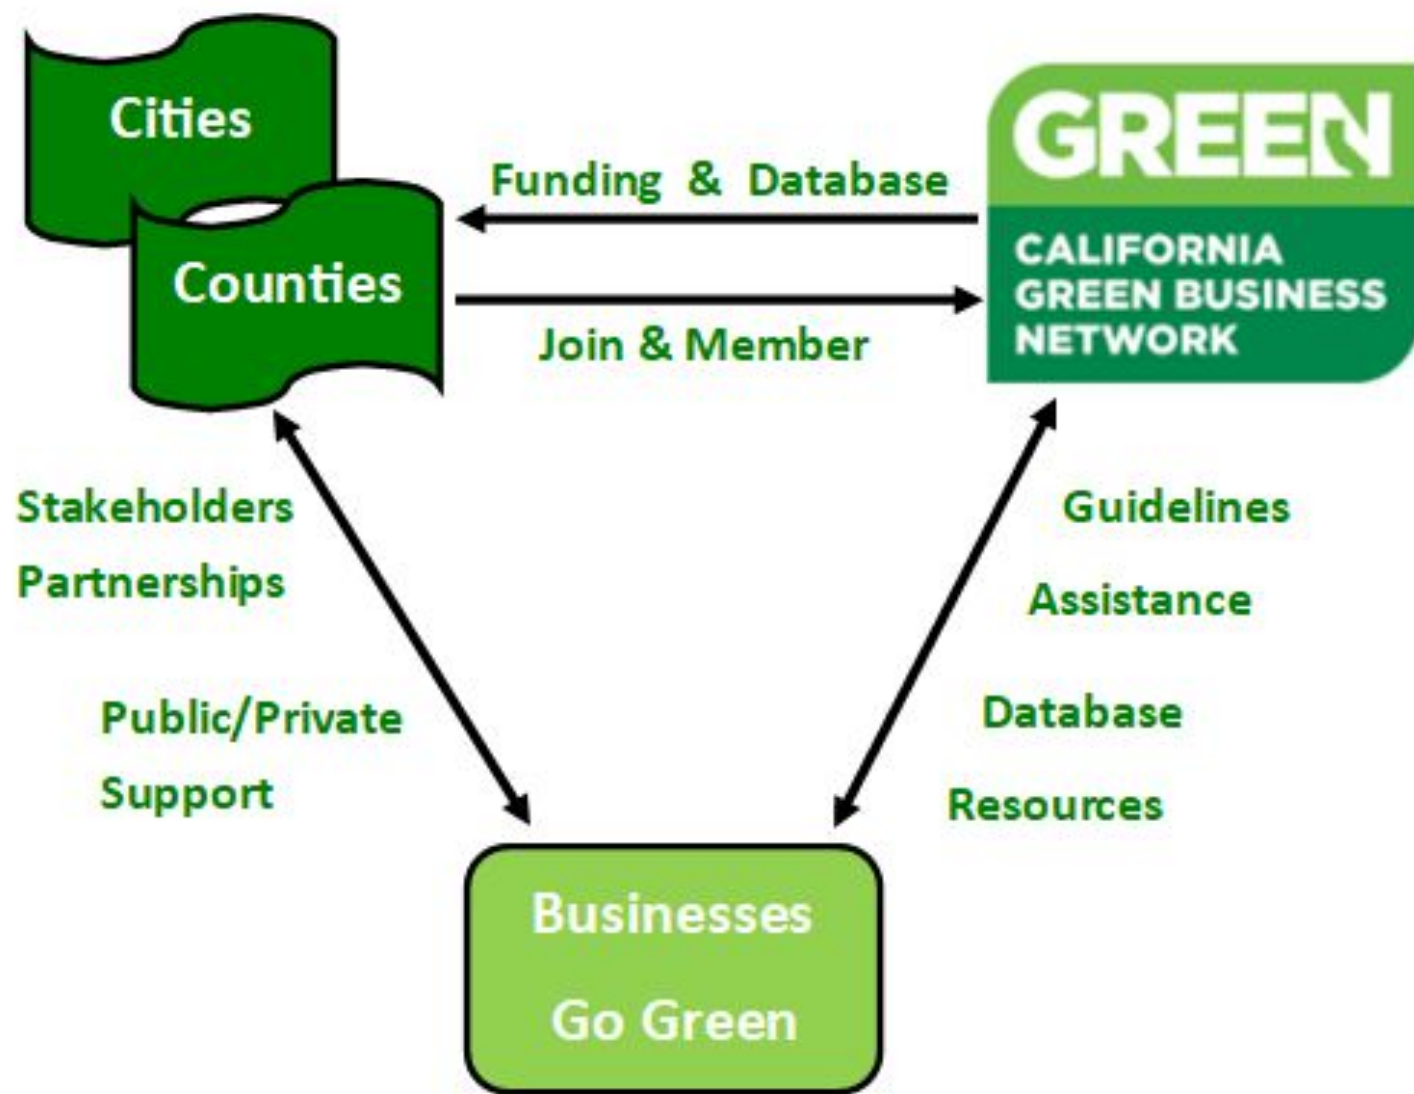 Cities
Counties
Funding & Database
Join & Member
GREEN
CALIFORNIA
GREEN BUSINESS
NETWORK
Stakeholders
Partnerships
Public/Private
Support
Guidelines
Assistance
Database
Resources
Businesses
Go Green